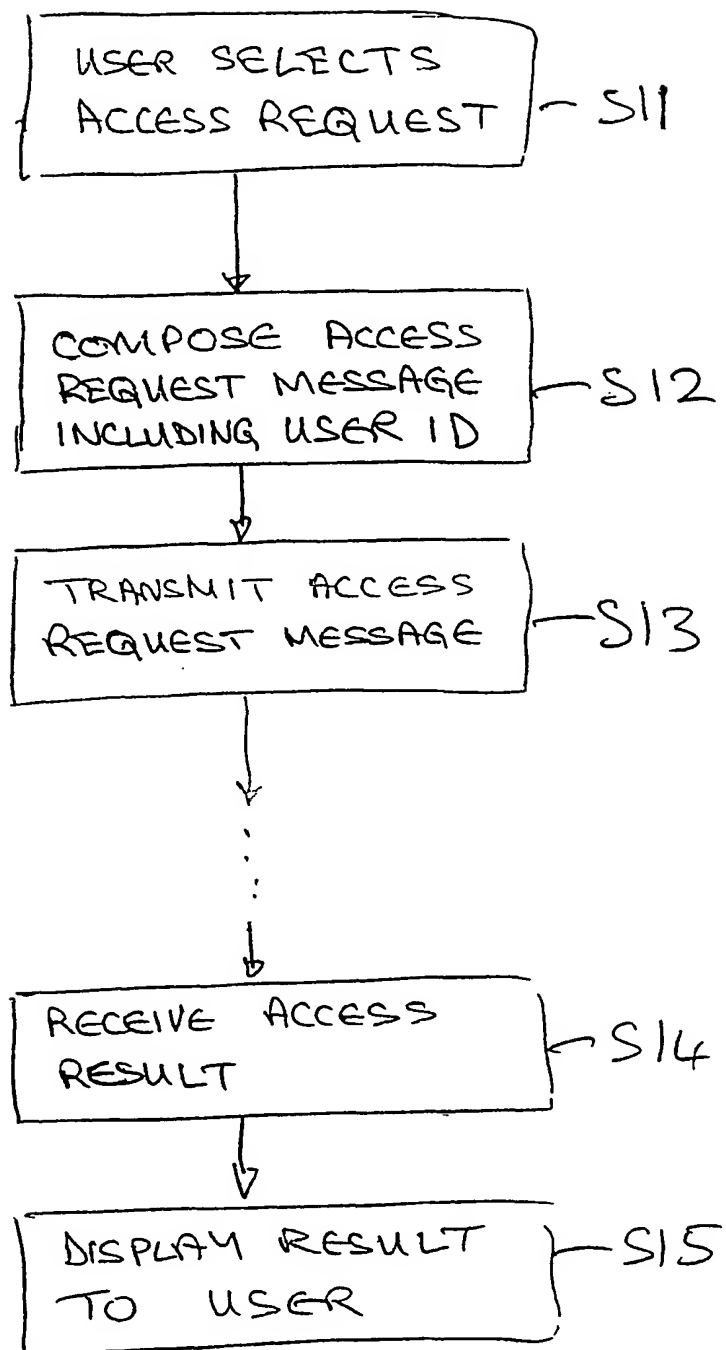 USER SELECTS
ACCESS REQUEST
S11
COMPOSE ACCESS
REQUEST MESSAGE
INCLUDING USER ID
S12
TRANSMIT ACCESS
REQUEST MESSAGE
S13
RECEIVE ACCESS
RESULT
S14
DISPLAY RESULT
TO USER
S15